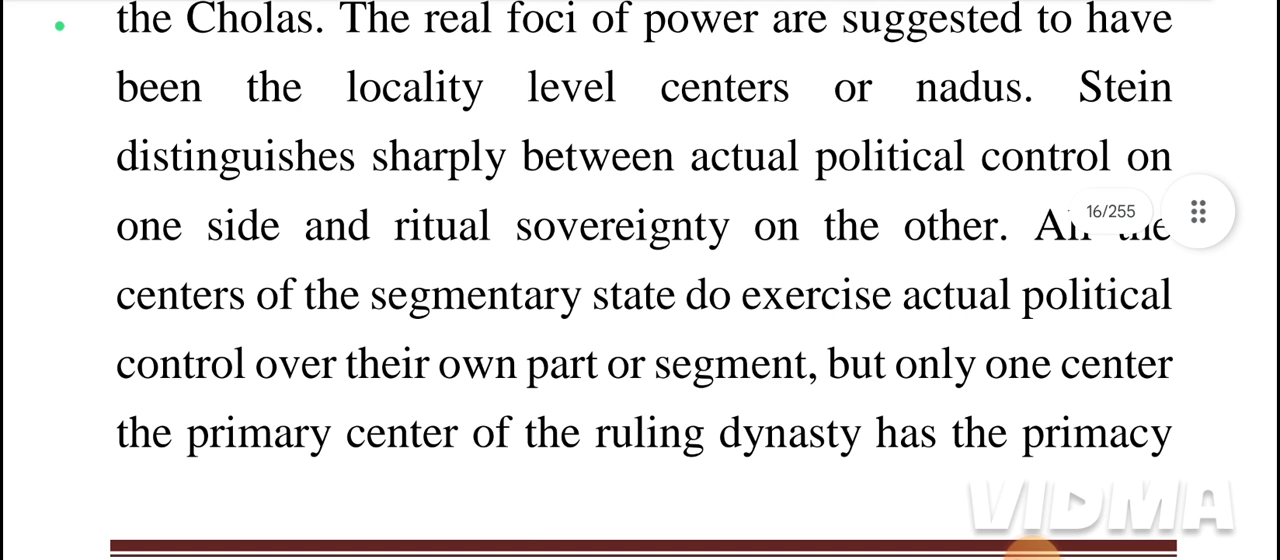 the Cholas. The real foci of power are suggested to have
been the locality level centers or nadus. Stein
distinguishes sharply between actual political control on
16/255
one side and ritual sovereignty on the other. All the
centers of the segmentary state do exercise actual political
control over their own part or segment, but only one center
the primary center of the ruling dynasty has the primacy
VIDMA